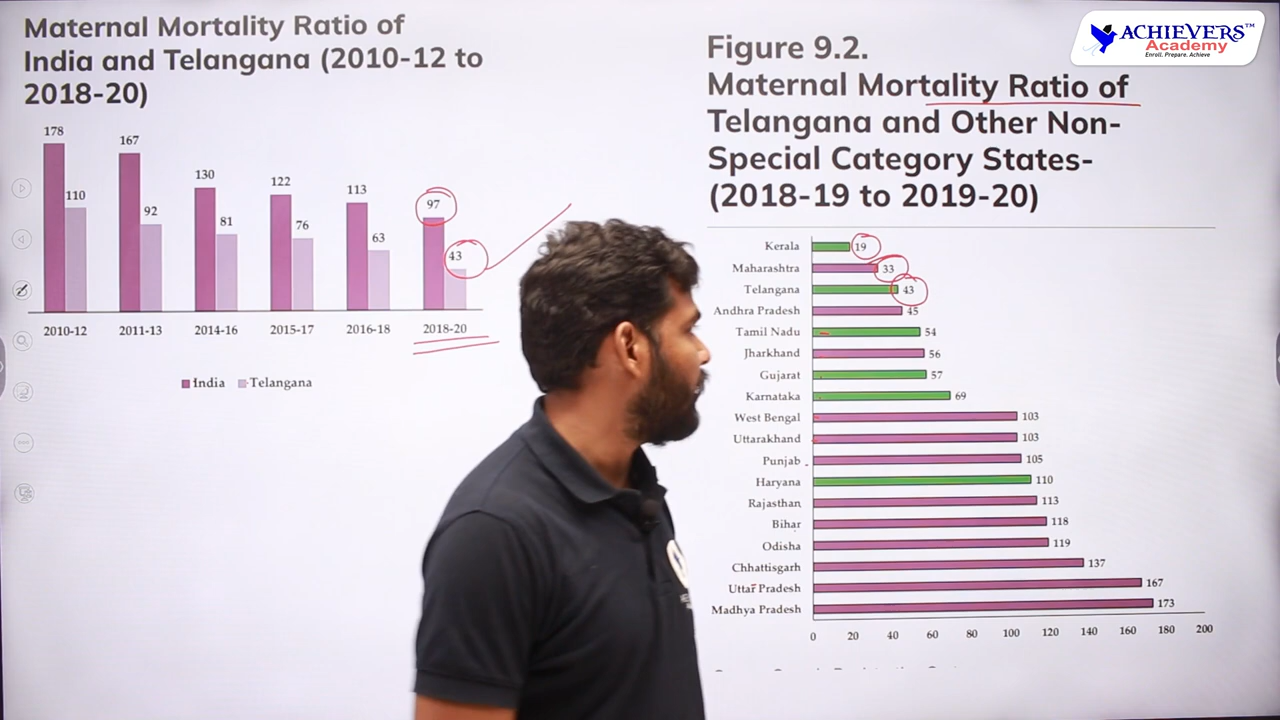 Maternal Mortality Ratio of
India and Telangana (2010-12 to
2018-20)
178
110
167
92
130
81
122
76
113
63
97
43
2010-12
2011-13
2014-16
2015-17
2016-18
2018-20
India
Telangana
ACHIEVERS™
Academy
Enroll. Prepare. Achieve
Figure 9.2.
Maternal Mortality Ratio of
Telangana and Other Non-
Special Category States-
(2018-19 to 2019-20)
Kerala 19
Maharashtra 33
Telangana 43
Andhra Pradesh 45
Tamil Nadu 54
Jharkhand 56
Gujarat 57
Karnataka 69
West Bengal 103
Uttarakhand 103
Punjab 105
Haryana 110
Rajasthan 113
Bihar 118
Odisha 119
Chhattisgarh 137
Uttar Pradesh 167
Madhya Pradesh 173
0 20 40 60 80 100 120 140 160 180 200